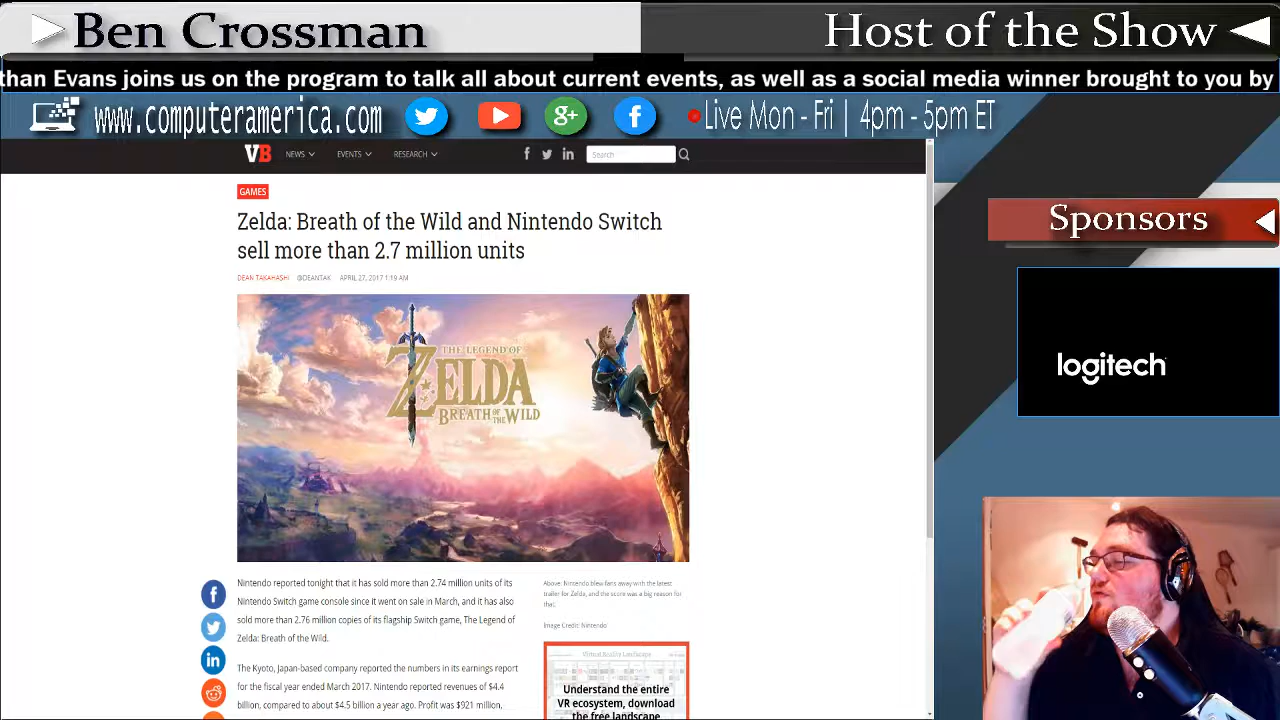 Ben Crossman
Host of the Show
than Evans joins us on the program to talk all about current events, as well as a social media winner brought to you by
www.computeramerica.com
Live Mon - Fri | 4pm - 5pm ET
VB NEWS EVENTS RESEARCH Search
GAMES
Zelda: Breath of the Wild and Nintendo Switch
sell more than 2.7 million units
DEAN TAKAHASHI @DEANTAK APRIL 27, 2017 1:19 AM
THE LEGEND OF
ZELDA
BREATH OF THE WILD
Nintendo reported tonight that it has sold more than 2.74 million units of its
Nintendo Switch game console since it went on sale in March, and it has also
sold more than 2.76 million copies of its flagship Switch game, The Legend of
Zelda: Breath of the Wild.
The Kyoto, Japan-based company reported the numbers in its earnings report
for the fiscal year ended March 2017. Nintendo reported revenues of $4.4
billion, compared to about $4.5 billion a year ago. Profit was $921 million,
Above: Nintendo blew fans away with the latest
trailer for Zelda, and the score was a big reason for
that.
Image Credit: Nintendo
Virtual Reality Landscape
Understand the entire
VR ecosystem, download
the free landscape
Sponsors
logitech